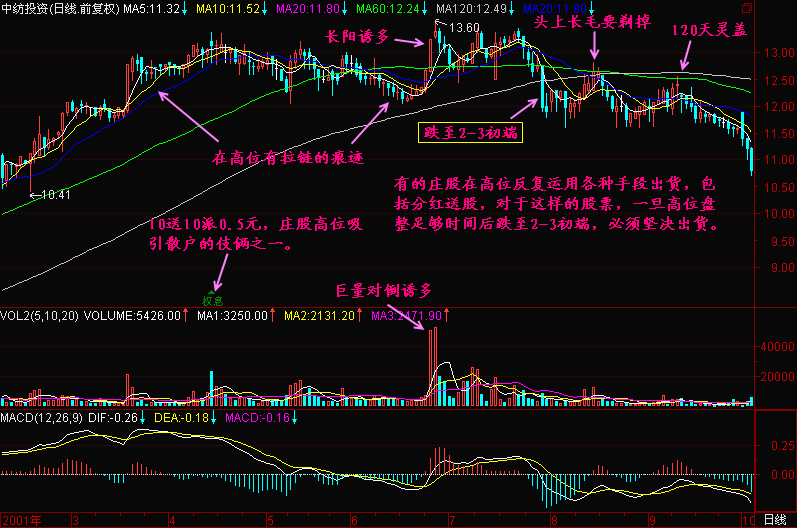 中纺投资(日线.前复权) MA5:11.32↓ MA10:11.52↓ MA20:11.80↓ MA60:12.24↓ MA120:12.49↓ MA20:11.80↓
13.60
长阳诱多
头上长毛要剃掉
120天灵盖
13.00
12.50
12.00
11.50
11.00
10.50
10.00
9.50
9.00
跌至2-3初端
在高位有拉链的痕迹
10.41
有的庄股在高位反复运用各种手段出货，包
括分红送股，对于这样的股票，一旦高位盘
整足够时间后跌至2-3初端，必须坚决出货。
10送10派0.5元，庄股高位吸
引散户的伎俩之一。
巨量对倒诱多
权息
VOL2(5,10,20) VOLUME:5426.00↑ MA1:3250.00↑ MA2:2131.20↑ MA3:2471.90↑
40000
20000
MACD(12,26,9) DIF:-0.26↓ DEA:-0.18↓ MACD:-0.16↓
0.25
0.00
2001年 3 4 5 6 7 8 9 10 日线